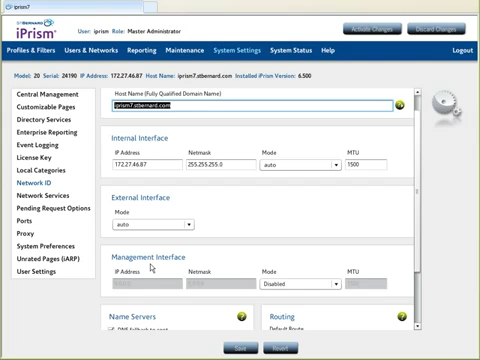 iprism7
ST.BERNARD
iPrism
User: iprism Role: Master Administrator
Activate Changes
Discard Changes
Profiles & Filters Users & Networks Reporting Maintenance System Settings System Status Help Logout
Model: 20 Serial: 24190 IP Address: 172.27.46.87 Host Name: iprism7.stbernard.com Installed iPrism Version: 6.500
Central Management
Customizable Pages
Directory Services
Enterprise Reporting
Event Logging
License Key
Local Categories
Network ID
Network Services
Pending Request Options
Ports
Proxy
System Preferences
Unrated Pages (iARP)
User Settings
Host Name (Fully Qualified Domain Name)
iprism7.stbernard.com
Internal Interface
IP Address Netmask Mode MTU
172.27.46.87 255.255.255.0 auto 1500
External Interface
Mode
auto
Management Interface
IP Address Netmask Mode MTU
Disabled
Name Servers
Routing
Default Route
Save
Revert